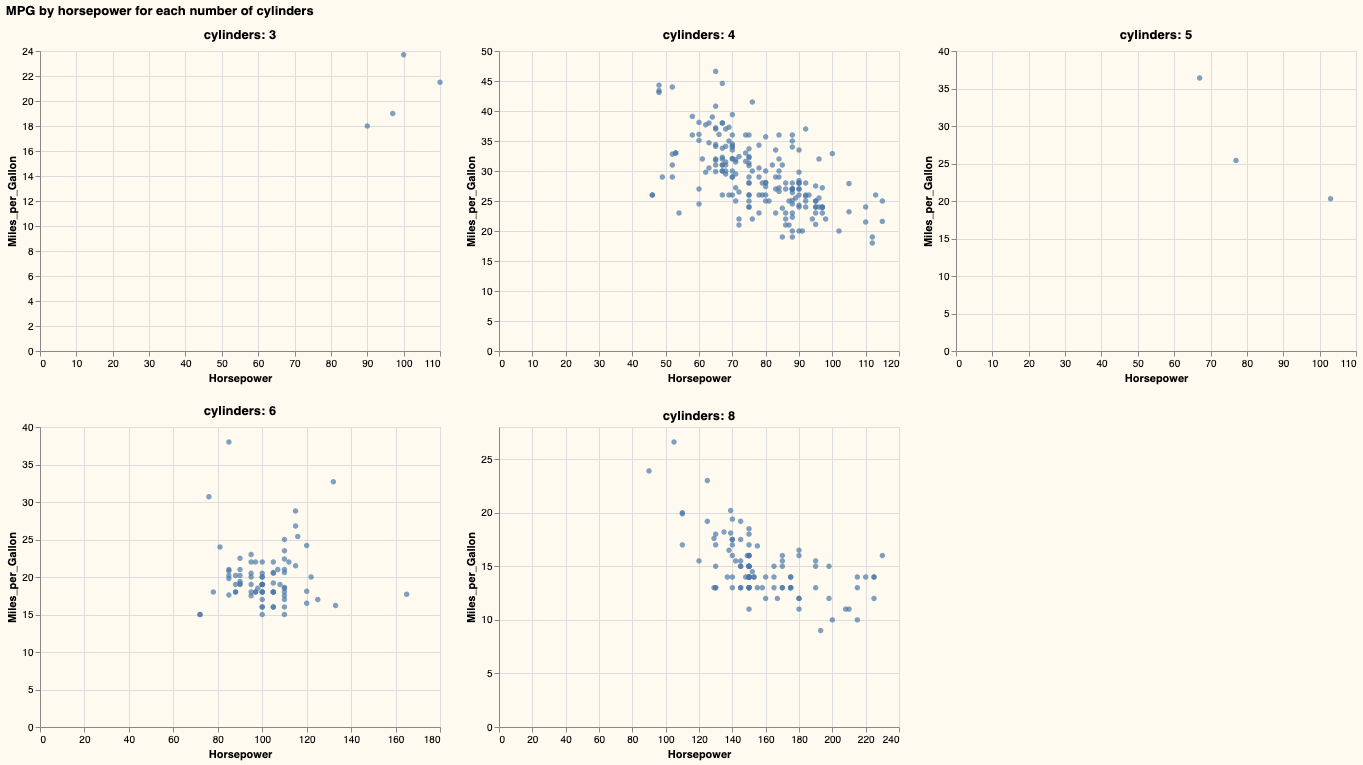 MPG by horsepower for each number of cylinders
cylinders: 3
24
22
20
18
16
14
12
10
8
6
4
2
0
Miles_per_Gallon
0 10 20 30 40 50 60 70 80 90 100 110
Horsepower
cylinders: 4
50
45
40
35
30
25
20
15
10
5
0
Miles_per_Gallon
0 10 20 30 40 50 60 70 80 90 100 110 120
Horsepower
cylinders: 5
40
35
30
25
20
15
10
5
0
Miles_per_Gallon
0 10 20 30 40 50 60 70 80 90 100 110
Horsepower
cylinders: 6
40
35
30
25
20
15
10
5
0
Miles_per_Gallon
0 20 40 60 80 100 120 140 160 180
Horsepower
cylinders: 8
25
20
15
10
5
0
Miles_per_Gallon
0 20 40 60 80 100 120 140 160 180 200 220 240
Horsepower